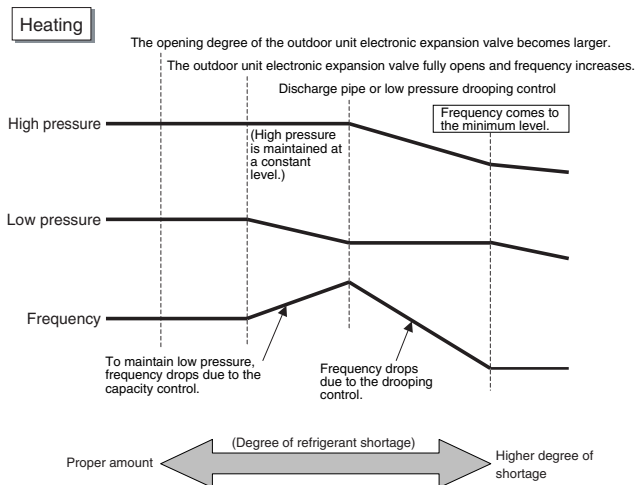 Heating
The opening degree of the outdoor unit electronic expansion valve becomes larger.
The outdoor unit electronic expansion valve fully opens and frequency increases.
Discharge pipe or low pressure drooping control
Frequency comes
to the minimum level.
High pressure
(High pressure
is maintained at
a constant
level.)
Low pressure
Frequency
To maintain low pressure,
frequency drops due to the
capacity control.
Frequency drops
due to the drooping
control.
(Degree of refrigerant shortage)
Proper amount
Higher degree of
shortage